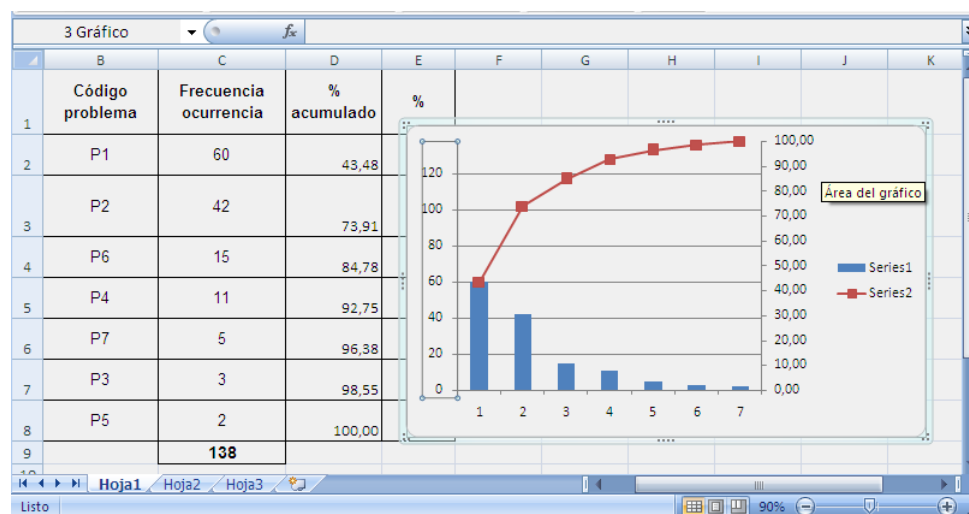 3 Gráfico fx
B C D E F G H I J K
Código problema Frecuencia ocurrencia % acumulado %
1
2 P1 60 43,48
3 P2 42 73,91
4 P6 15 84,78
5 P4 11 92,75
6 P7 5 96,38
7 P3 3 98,55
8 P5 2 100,00
9 138
120
100
80
60
40
20
0
100,00
90,00
80,00
70,00
60,00
50,00
40,00
30,00
20,00
10,00
0,00
1 2 3 4 5 6 7
Área del gráfico
Series1
Series2
Hoja1 Hoja2 Hoja3
Listo 90%